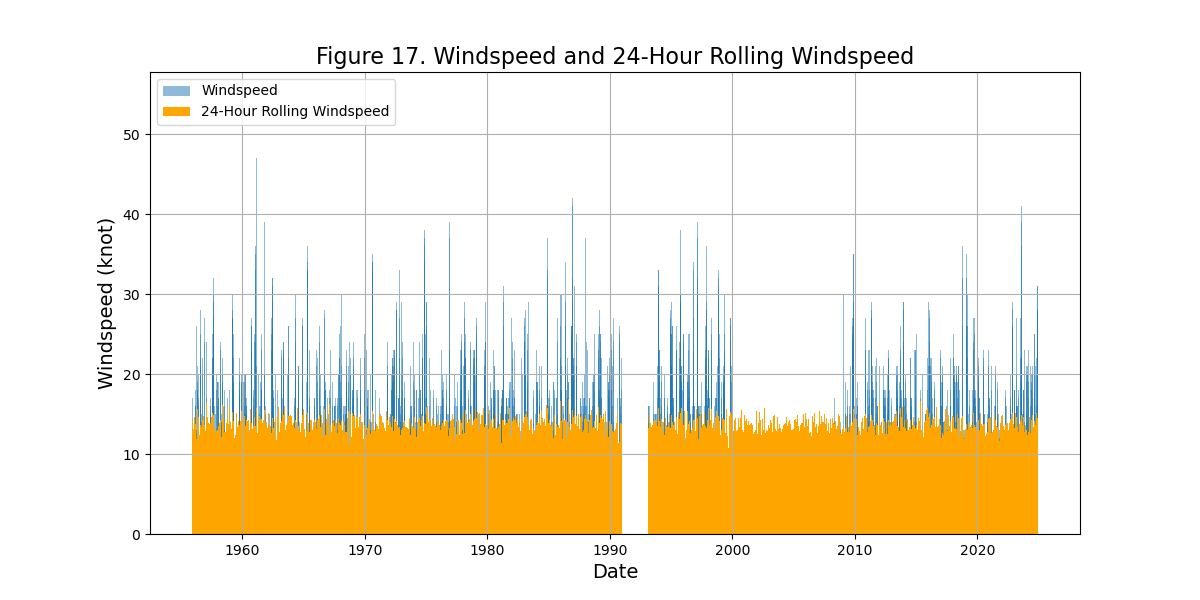 Figure 17. Windspeed and 24-Hour Rolling Windspeed
Windspeed
24-Hour Rolling Windspeed
50
40
30
20
10
0
Windspeed (knot)
1960 1970 1980 1990 2000 2010 2020
Date